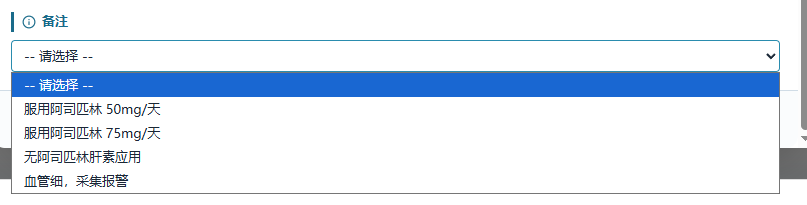 备注
-- 请选择 --
-- 请选择 --
服用阿司匹林 50mg/天
服用阿司匹林 75mg/天
无阿司匹林肝素应用
血管细，采集报警